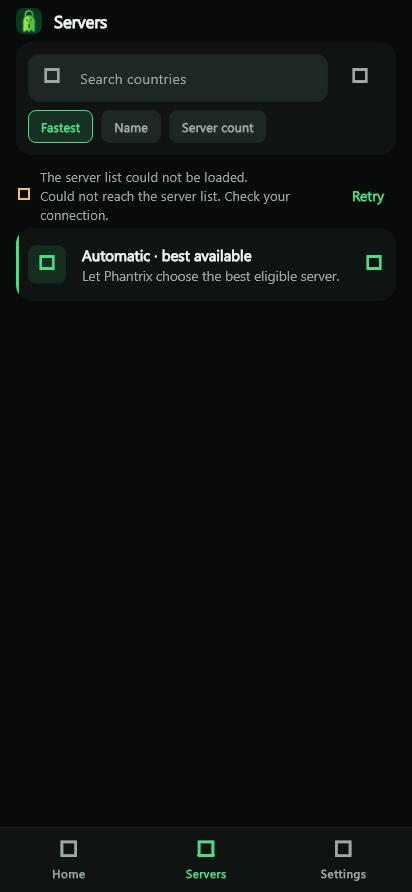 Servers
Search countries
Fastest
Name
Server count
The server list could not be loaded.
Could not reach the server list. Check your
connection.
Retry
Automatic · best available
Let Phantrix choose the best eligible server.
Home
Servers
Settings